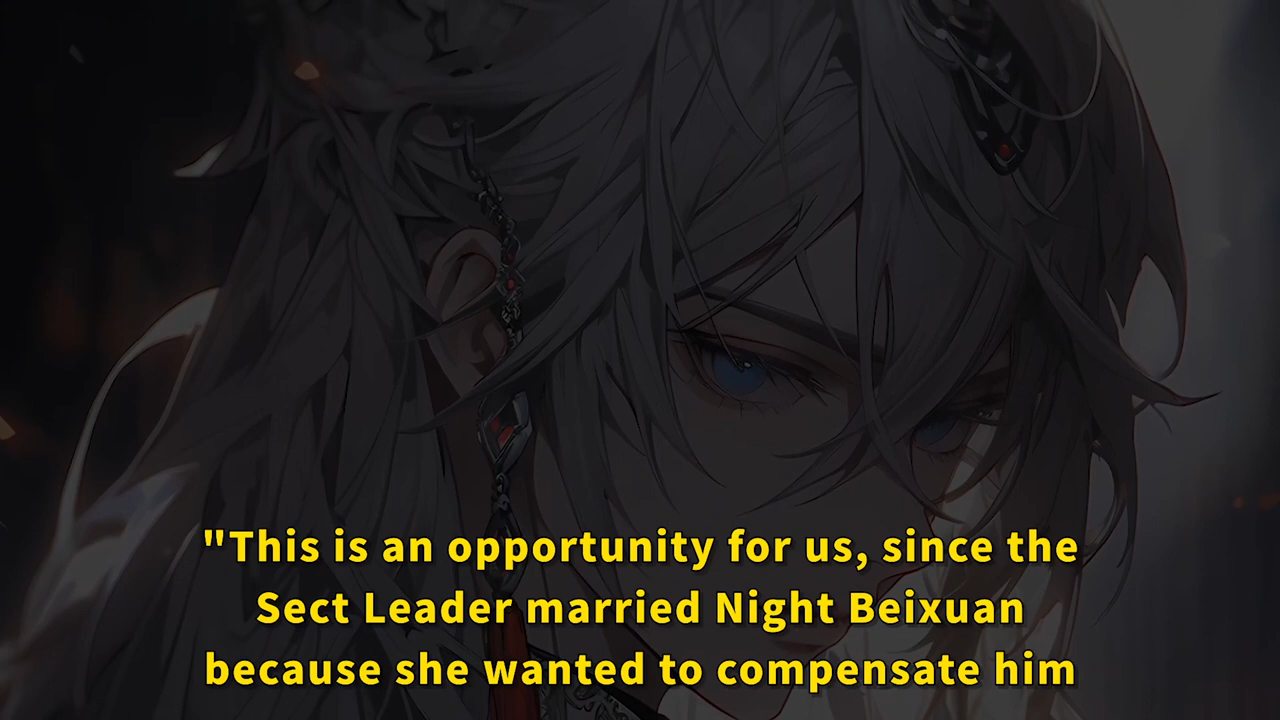 "This is an opportunity for us, since the
Sect Leader married Night Beixuan
because she wanted to compensate him